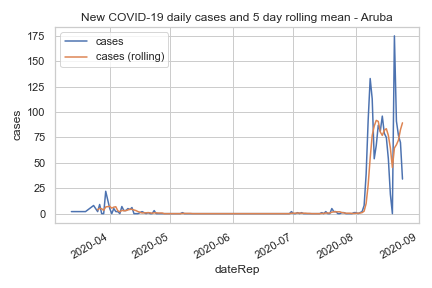 New COVID-19 daily cases and 5 day rolling mean - Aruba
cases
cases (rolling)
175
150
125
100
75
50
25
0
cases
2020-04
2020-05
2020-06
2020-07
2020-08
2020-09
dateRep